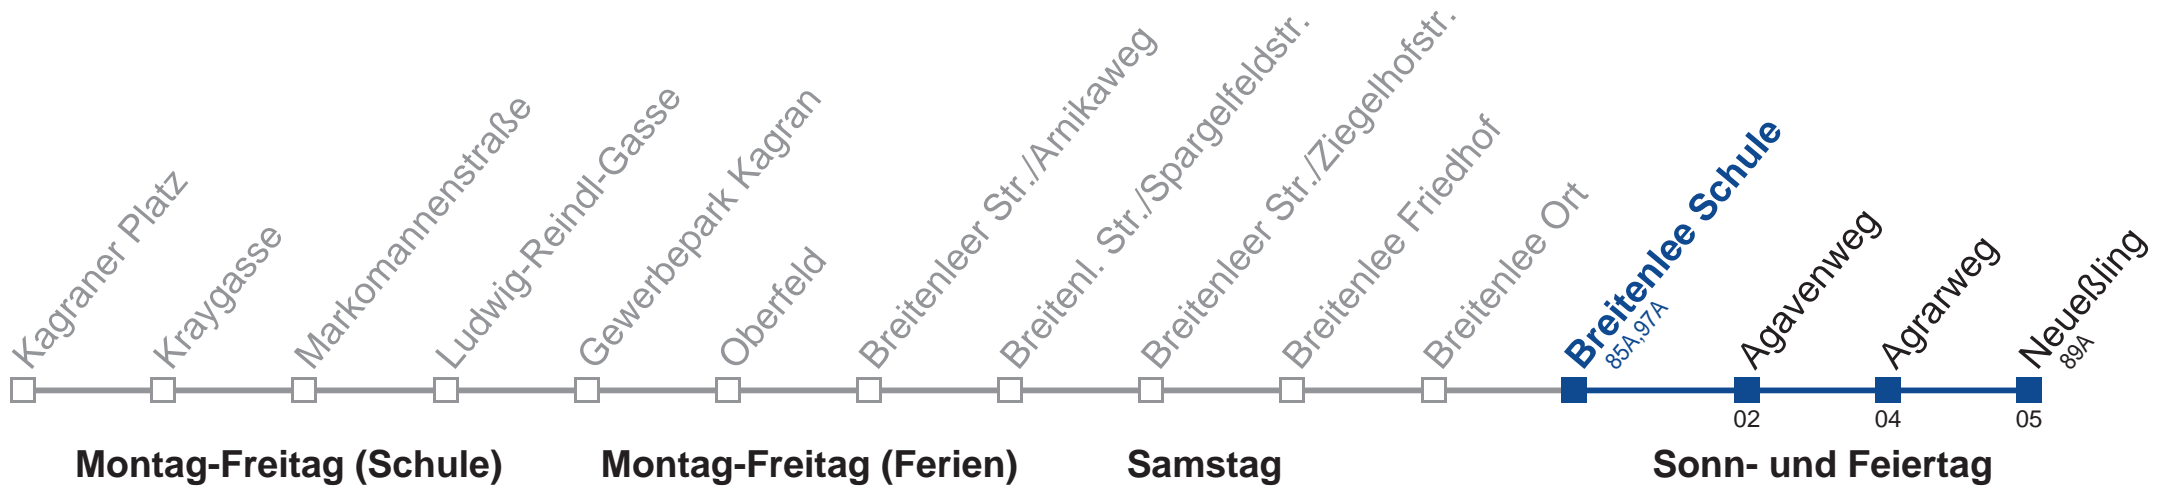 Kagraner Platz
Kraygasse
Markomannenstraße
Ludwig-Reindl-Gasse
Gewerbepark Kagran
Oberfeld
Breitenleer Str./Arnikaweg
Breitenl. Str./Spargelfeldstr.
Breitenleer Str./Ziegelhofstr.
Breitenlee Friedhof
Breitenlee Ort
Breitenlee Schule
85A,97A
Agavenweg
Agrarweg
Neueßling
89A
02 04 05
Montag-Freitag (Schule) Montag-Freitag (Ferien) Samstag Sonn- und Feiertag